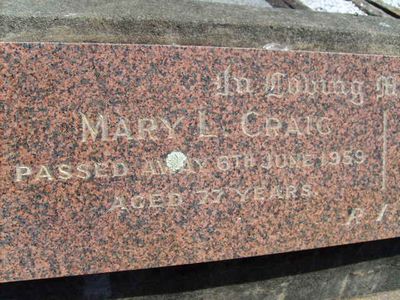 In Loving M
MARY L. CRAIG
PASSED AWAY 6TH JUNE 1959
AGED 77 YEARS
R. I